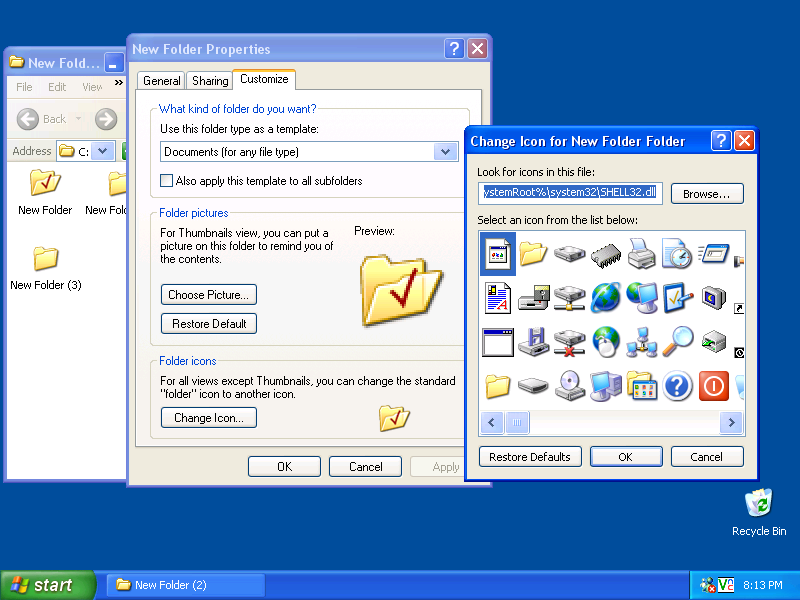 New Fold...
File Edit View »
Back
Address C:
New Folder
New Fold
New Folder (3)
New Folder Properties
General Sharing Customize
What kind of folder do you want?
Use this folder type as a template:
Documents (for any file type)
Also apply this template to all subfolders
Folder pictures
For Thumbnails view, you can put a
picture on this folder to remind you of
the contents.
Preview:
Choose Picture...
Restore Default
Folder icons
For all views except Thumbnails, you can change the standard
"folder" icon to another icon.
Change Icon...
OK Cancel Apply
Change Icon for New Folder Folder
Look for icons in this file:
ystemRoot%\system32\SHELL32.dll
Browse...
Select an icon from the list below:
Restore Defaults OK Cancel
Recycle Bin
start
New Folder (2)
8:13 PM